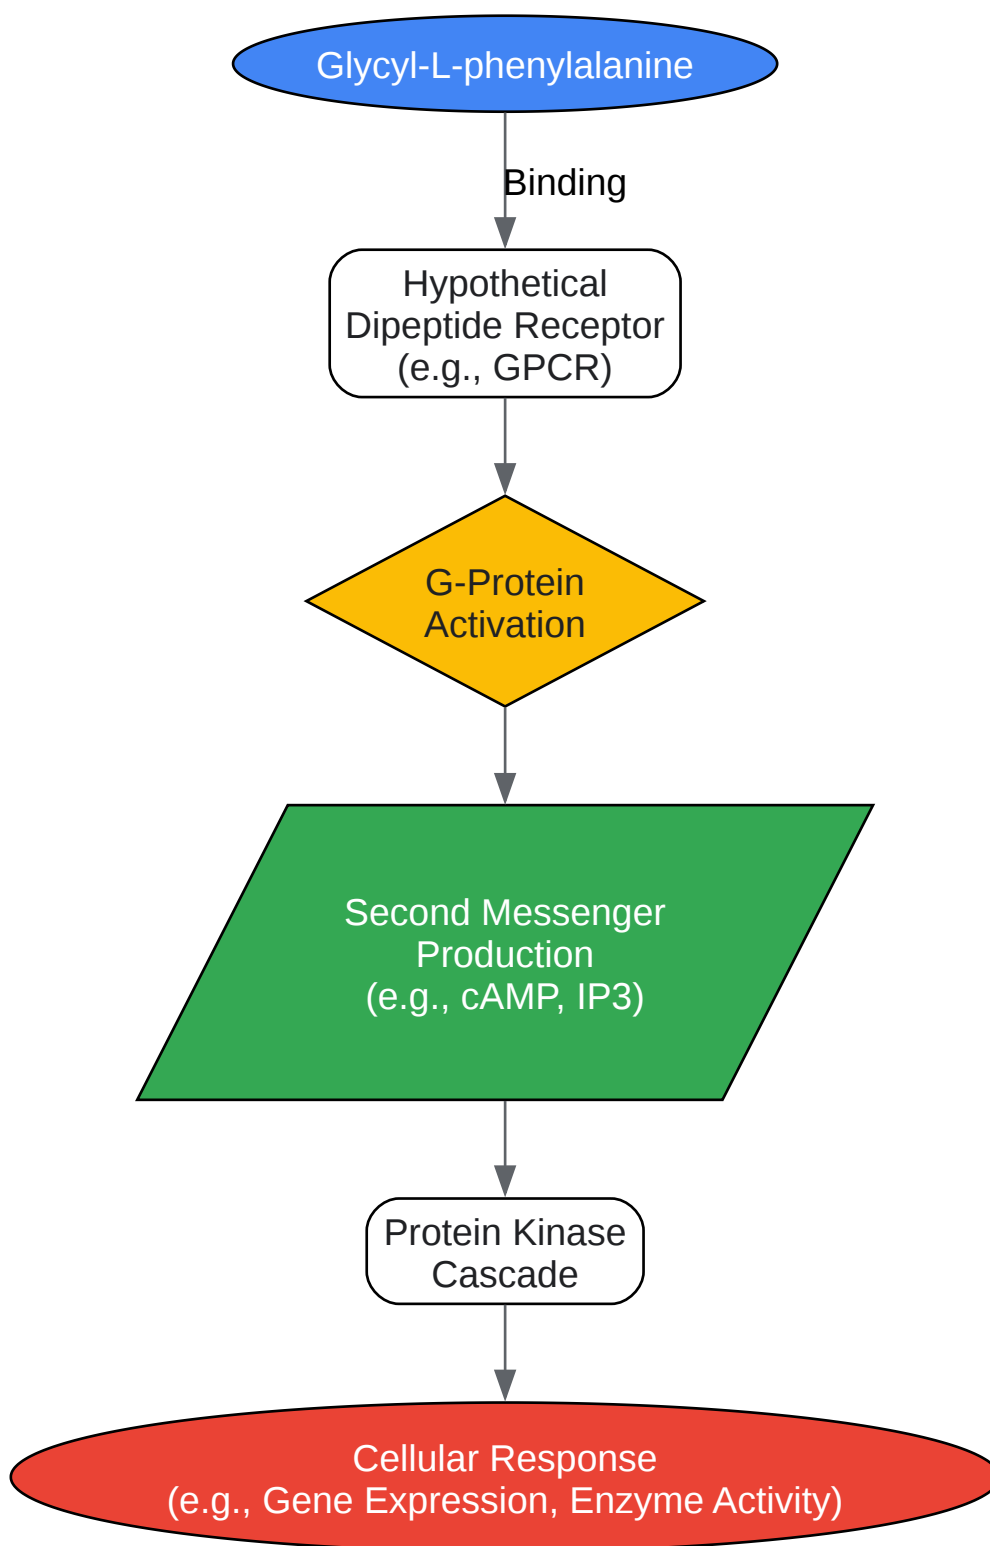 Glycyl-L-phenylalanine
Binding
Hypothetical
Dipeptide Receptor
(e.g., GPCR)
G-Protein
Activation
Second Messenger
Production
(e.g., cAMP, IP3)
Protein Kinase
Cascade
Cellular Response
(e.g., Gene Expression, Enzyme Activity)